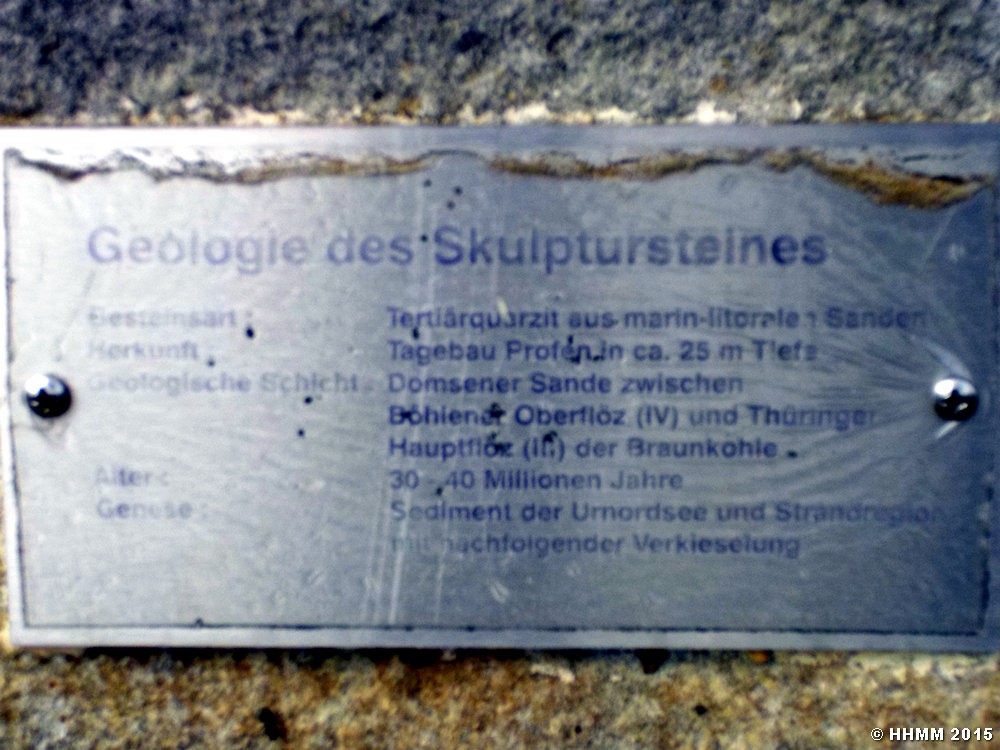 Geologie des Skulptursteines
Gesteinsart : Tertiärquarzit aus marin-litoralen Sanden
Herkunft : Tagebau Profen in ca. 25 m Tiefe
Geologische Schicht : Domsener Sande zwischen
Böhlener Oberflöz (IV) und Thüringer
Hauptflöz (III) der Braunkohle
Alter : 30 - 40 Millionen Jahre
Genese : Sediment der Urnordsee und Strandregion
mit nachfolgender Verkieselung
© HHMM 2015